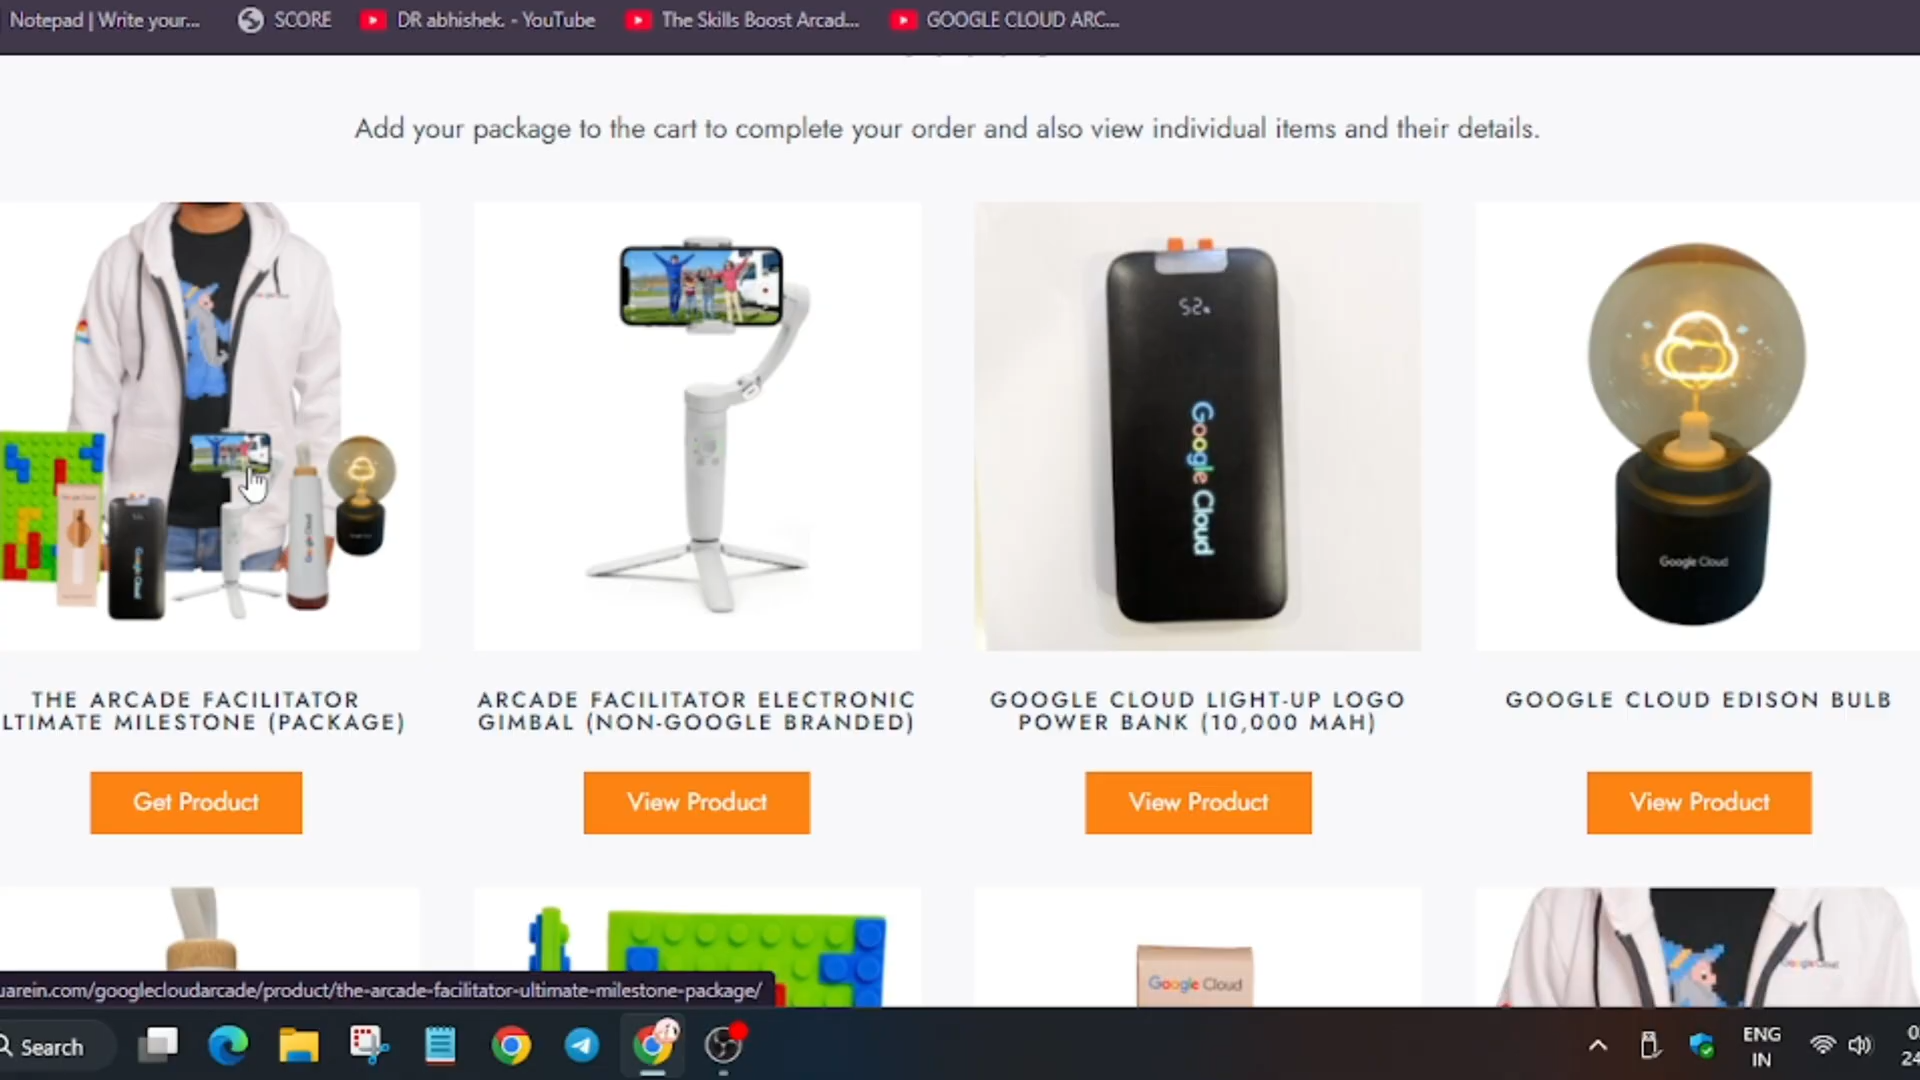 Notepad | Write your...
SCORE
DR abhishek. - YouTube
The Skills Boost Arcad...
GOOGLE CLOUD ARC...
Add your package to the cart to complete your order and also view individual items and their details.
52%
Google Cloud
Google Cloud
THE ARCADE FACILITATOR
LTIMATE MILESTONE (PACKAGE)
ARCADE FACILITATOR ELECTRONIC
GIMBAL (NON-GOOGLE BRANDED)
GOOGLE CLOUD LIGHT-UP LOGO
POWER BANK (10,000 MAH)
GOOGLE CLOUD EDISON BULB
Get Product
View Product
View Product
View Product
Google Cloud
uarein.com/googlecloudarcade/product/the-arcade-facilitator-ultimate-milestone-package/
Search
ENG
IN